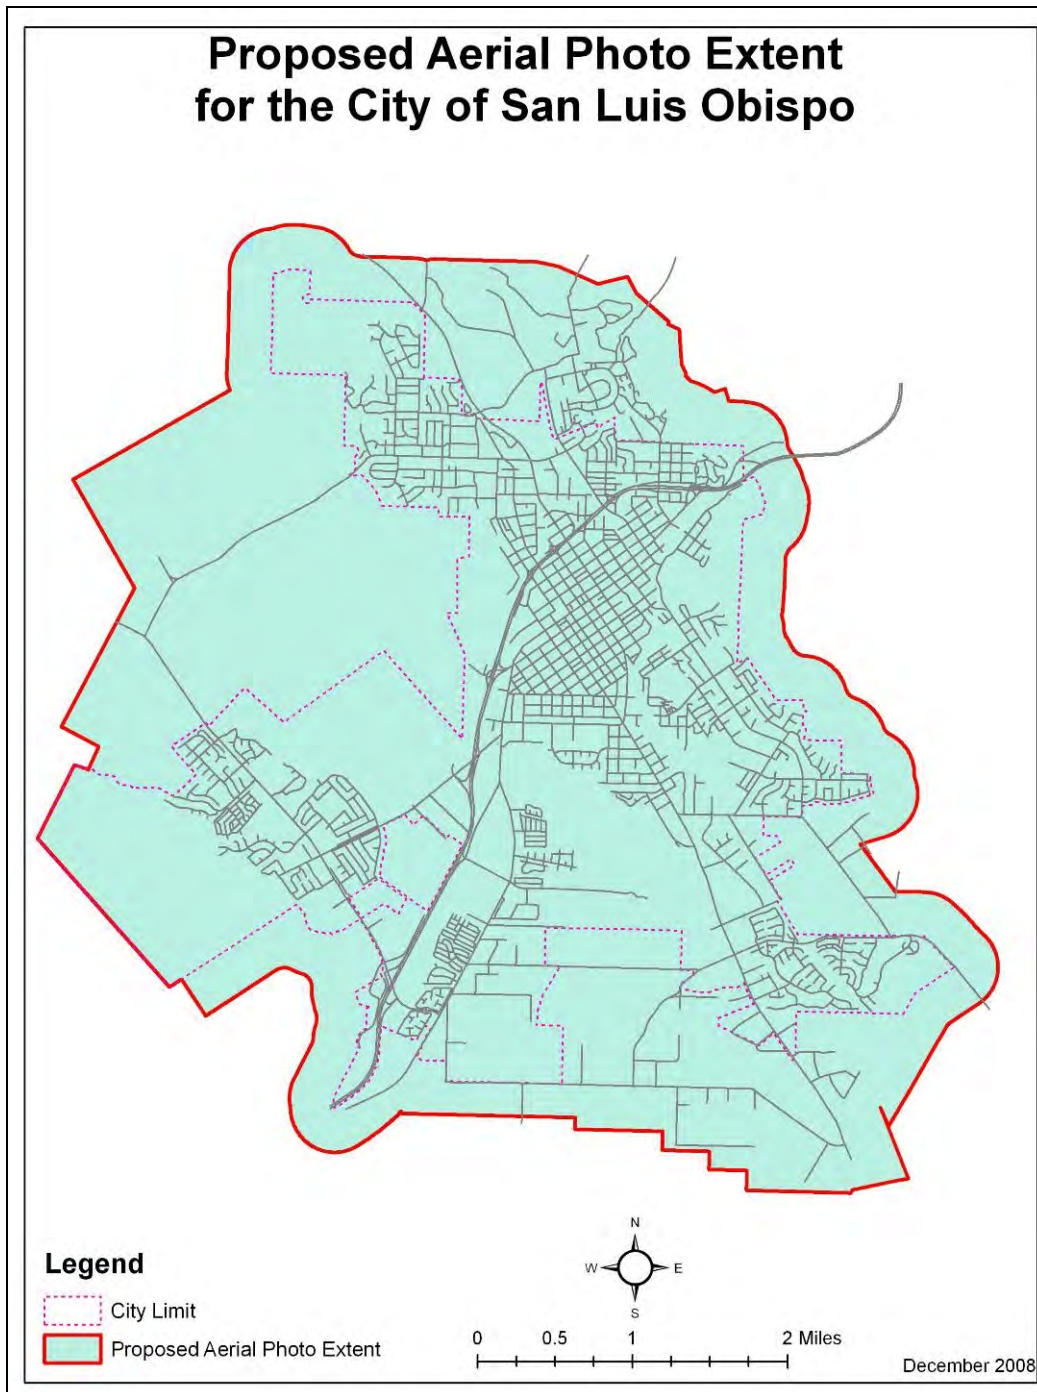 Proposed Aerial Photo Extent
for the City of San Luis Obispo
N
W E
S
Legend
City Limit
Proposed Aerial Photo Extent
0 0.5 1 2 Miles
December 2008